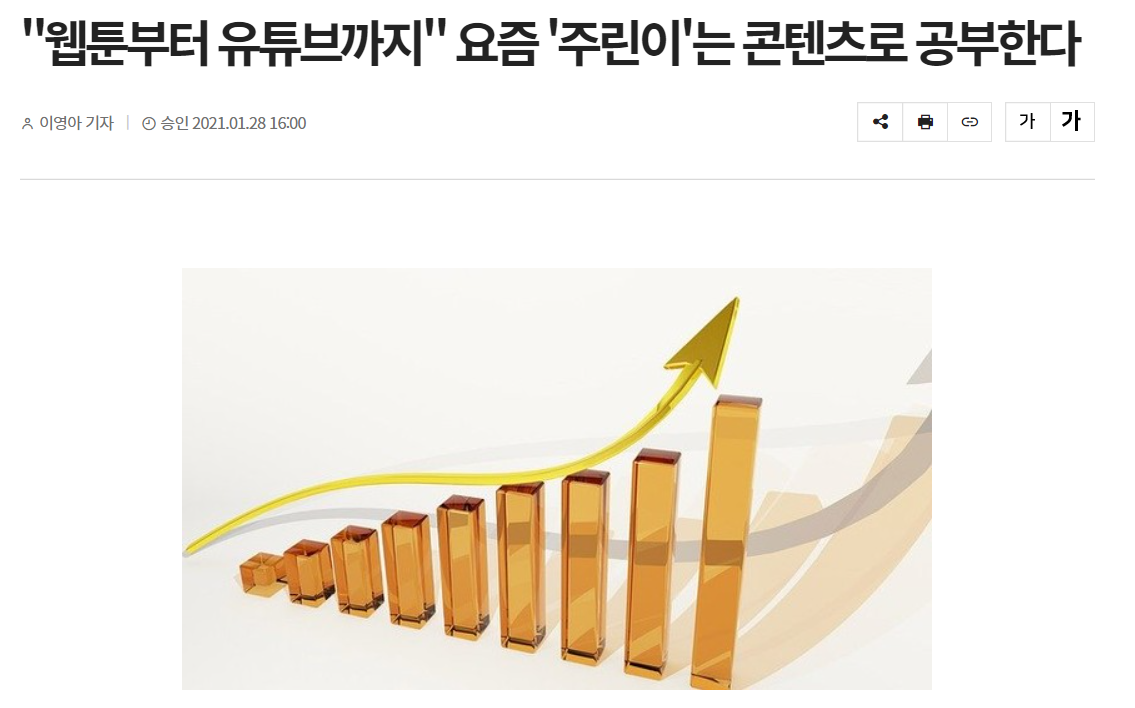 "웹툰부터 유튜브까지" 요즘 '주린이'는 콘텐츠로 공부한다
이영아 기자 | 승인 2021.01.28 16:00
가 가